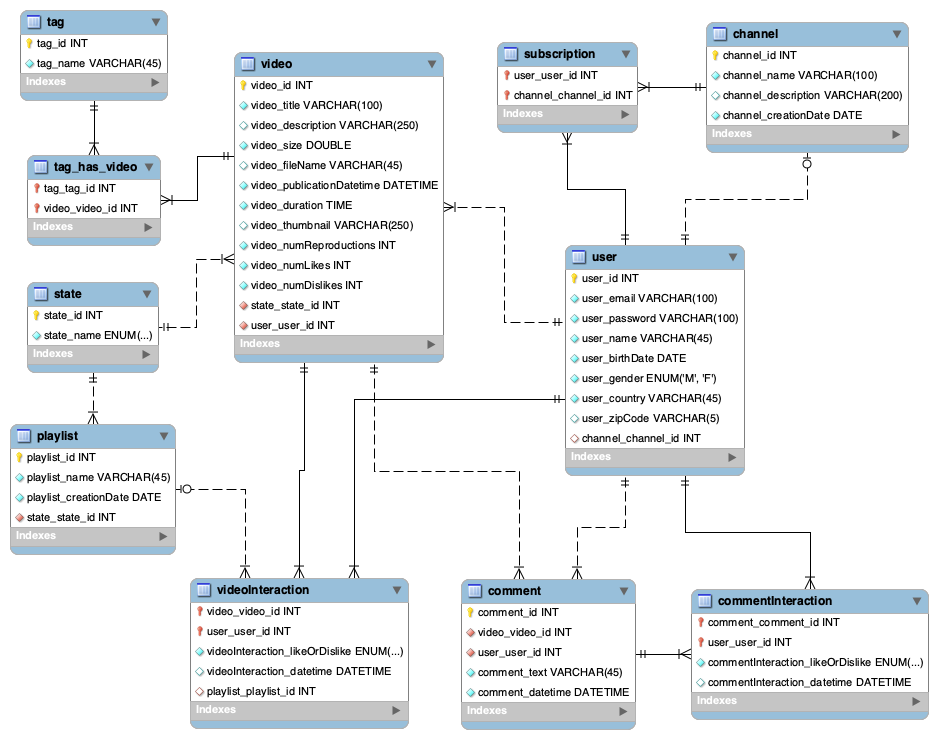 tag
tag_id INT
tag_name VARCHAR(45)
Indexes
video
video_id INT
video_title VARCHAR(100)
video_description VARCHAR(250)
video_size DOUBLE
video_fileName VARCHAR(45)
video_publicationDatetime DATETIME
video_duration TIME
video_thumbnail VARCHAR(250)
video_numReproductions INT
video_numLikes INT
video_numDislikes INT
state_state_id INT
user_user_id INT
Indexes
subscription
user_user_id INT
channel_channel_id INT
Indexes
channel
channel_id INT
channel_name VARCHAR(100)
channel_description VARCHAR(200)
channel_creationDate DATE
Indexes
tag_has_video
tag_tag_id INT
video_video_id INT
Indexes
state
state_id INT
state_name ENUM(...)
Indexes
user
user_id INT
user_email VARCHAR(100)
user_password VARCHAR(100)
user_name VARCHAR(45)
user_birthDate DATE
user_gender ENUM('M', 'F')
user_country VARCHAR(45)
user_zipCode VARCHAR(5)
channel_channel_id INT
Indexes
playlist
playlist_id INT
playlist_name VARCHAR(45)
playlist_creationDate DATE
state_state_id INT
Indexes
videoInteraction
video_video_id INT
user_user_id INT
videoInteraction_likeOrDislike ENUM(...)
videoInteraction_datetime DATETIME
playlist_playlist_id INT
Indexes
comment
comment_id INT
video_video_id INT
user_user_id INT
comment_text VARCHAR(45)
comment_datetime DATETIME
Indexes
commentInteraction
comment_comment_id INT
user_user_id INT
commentInteraction_likeOrDislike ENUM(...)
commentInteraction_datetime DATETIME
Indexes